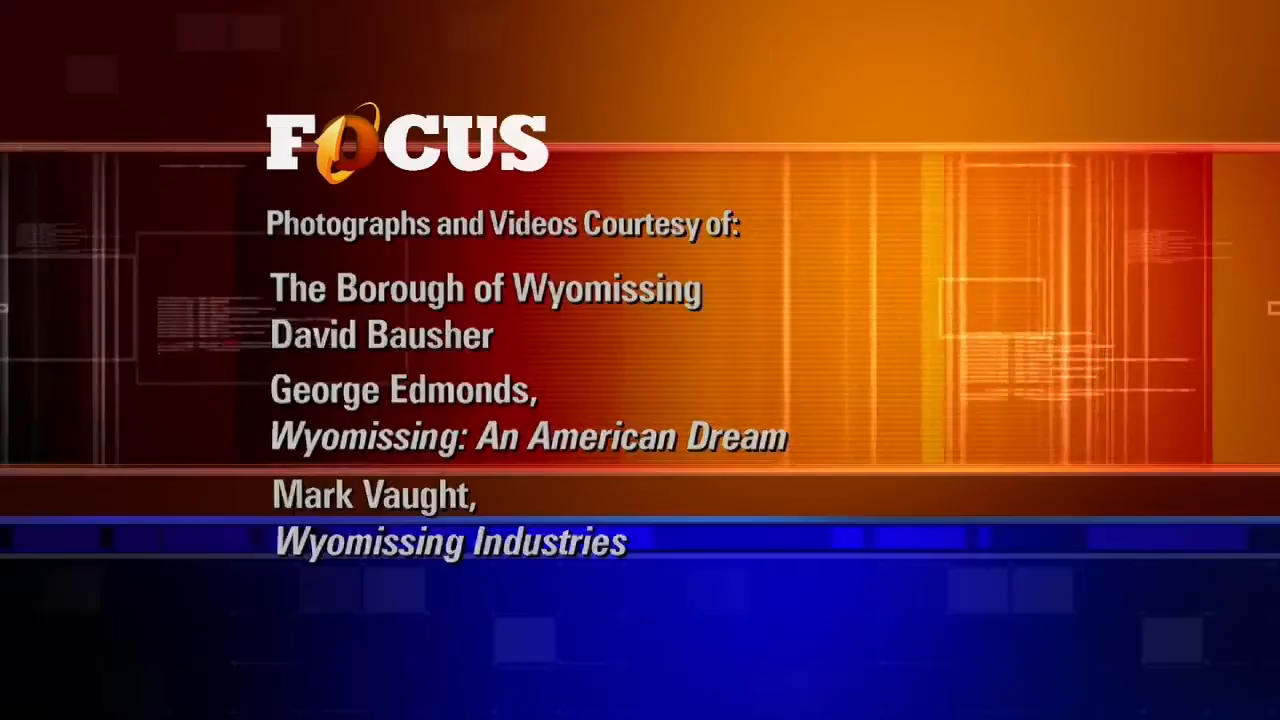 FOCUS
Photographs and Videos Courtesy of:
The Borough of Wyomissing
David Bausher
George Edmonds,
Wyomissing: An American Dream
Mark Vaught,
Wyomissing Industries